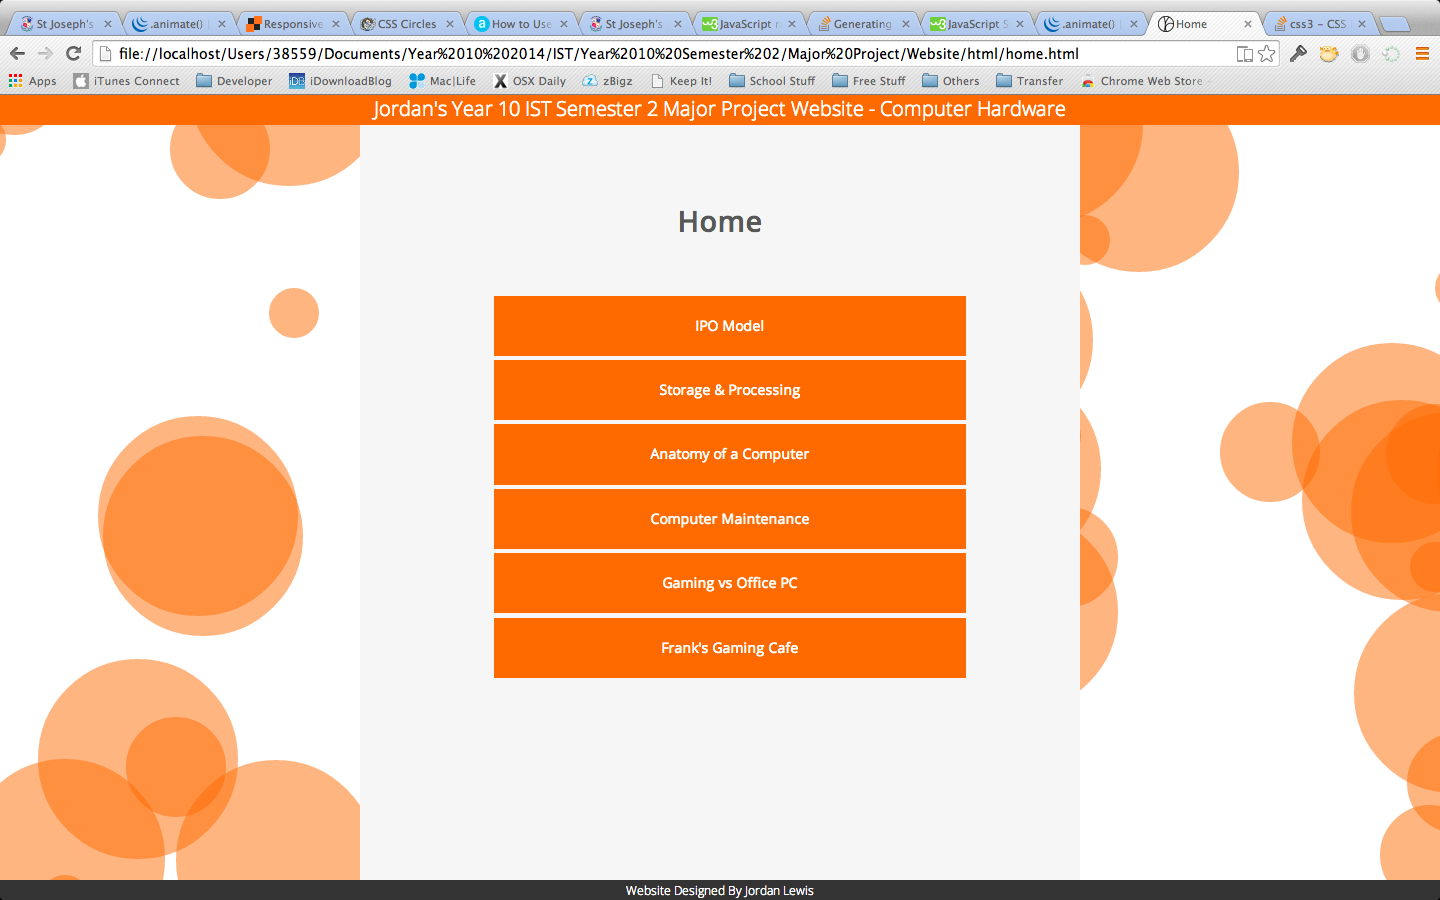 St Joseph's .animate() Responsive CSS Circles How to Use St Joseph's JavaScript r Generating JavaScript S .animate() Home css3 - CSS
file://localhost/Users/38559/Documents/Year%2010%202014/IST/Year%2010%20Semester%202/Major%20Project/Website/html/home.html
Apps iTunes Connect Developer iDB iDownloadBlog Mac|Life X OSX Daily zBigz Keep It! School Stuff Free Stuff Others Transfer Chrome Web Store -
Jordan's Year 10 IST Semester 2 Major Project Website - Computer Hardware
Home
IPO Model
Storage & Processing
Anatomy of a Computer
Computer Maintenance
Gaming vs Office PC
Frank's Gaming Cafe
Website Designed By Jordan Lewis